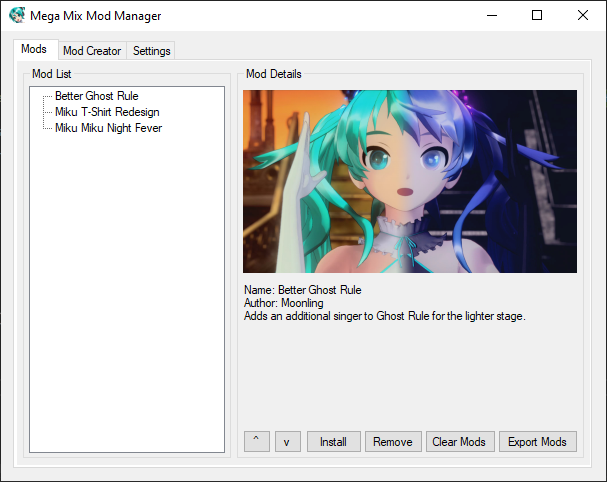 Mega Mix Mod Manager
Mods
Mod Creator
Settings
Mod List
Better Ghost Rule
Miku T-Shirt Redesign
Miku Miku Night Fever
Mod Details
Name: Better Ghost Rule
Author: Moonling
Adds an additional singer to Ghost Rule for the lighter stage.
^
v
Install
Remove
Clear Mods
Export Mods